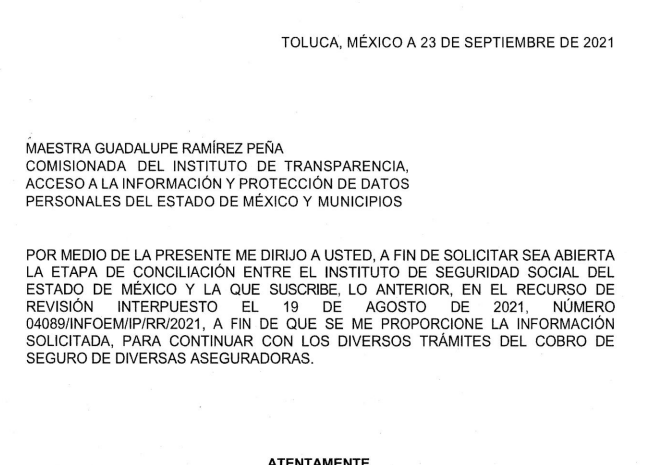 TOLUCA, MÉXICO A 23 DE SEPTIEMBRE DE 2021
MAESTRA GUADALUPE RAMÍREZ PEÑA
COMISIONADA DEL INSTITUTO DE TRANSPARENCIA,
ACCESO A LA INFORMACIÓN Y PROTECCIÓN DE DATOS
PERSONALES DEL ESTADO DE MÉXICO Y MUNICIPIOS
POR MEDIO DE LA PRESENTE ME DIRIJO A USTED, A FIN DE SOLICITAR SEA ABIERTA
LA ETAPA DE CONCILIACIÓN ENTRE EL INSTITUTO DE SEGURIDAD SOCIAL DEL
ESTADO DE MÉXICO Y LA QUE SUSCRIBE, LO ANTERIOR, EN EL RECURSO DE
REVISIÓN INTERPUESTO EL 19 DE AGOSTO DE 2021, NÚMERO
04089/INFOEM/IP/RR/2021, A FIN DE QUE SE ME PROPORCIONE LA INFORMACIÓN
SOLICITADA, PARA CONTINUAR CON LOS DIVERSOS TRÁMITES DEL COBRO DE
SEGURO DE DIVERSAS ASEGURADORAS.
ATENTAMENTE